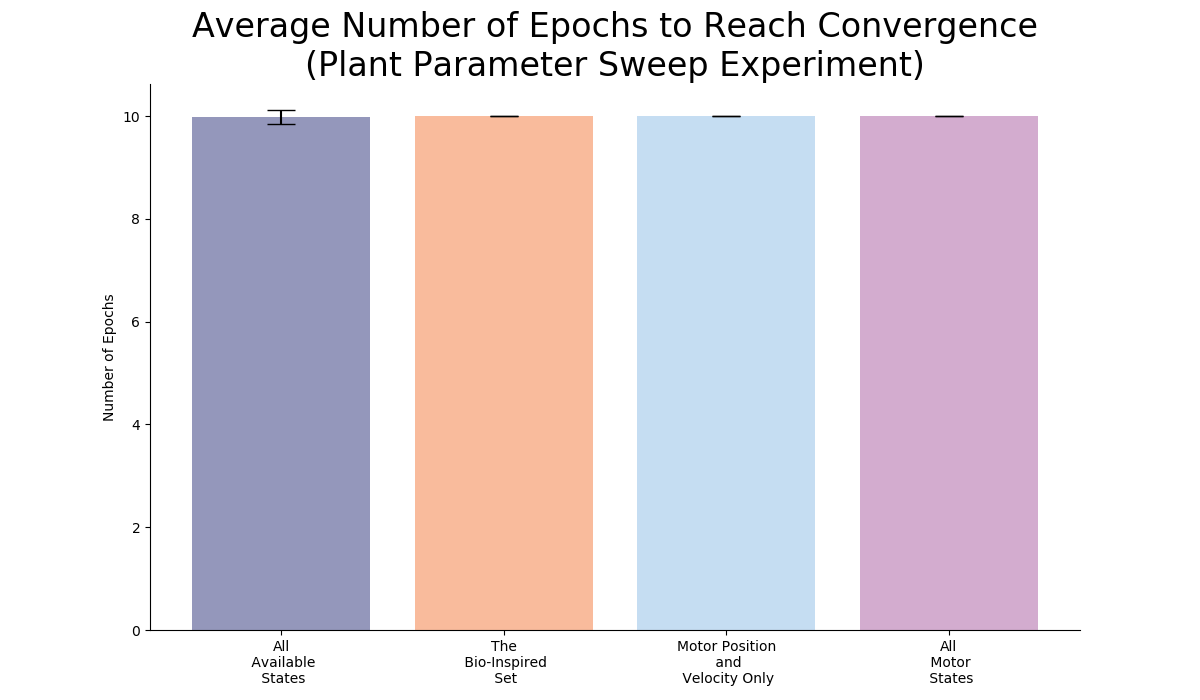 Average Number of Epochs to Reach Convergence
(Plant Parameter Sweep Experiment)
10
8
6
4
2
0
Number of Epochs
All
Available
States
The
Bio-Inspired
Set
Motor Position
and
Velocity Only
All
Motor
States